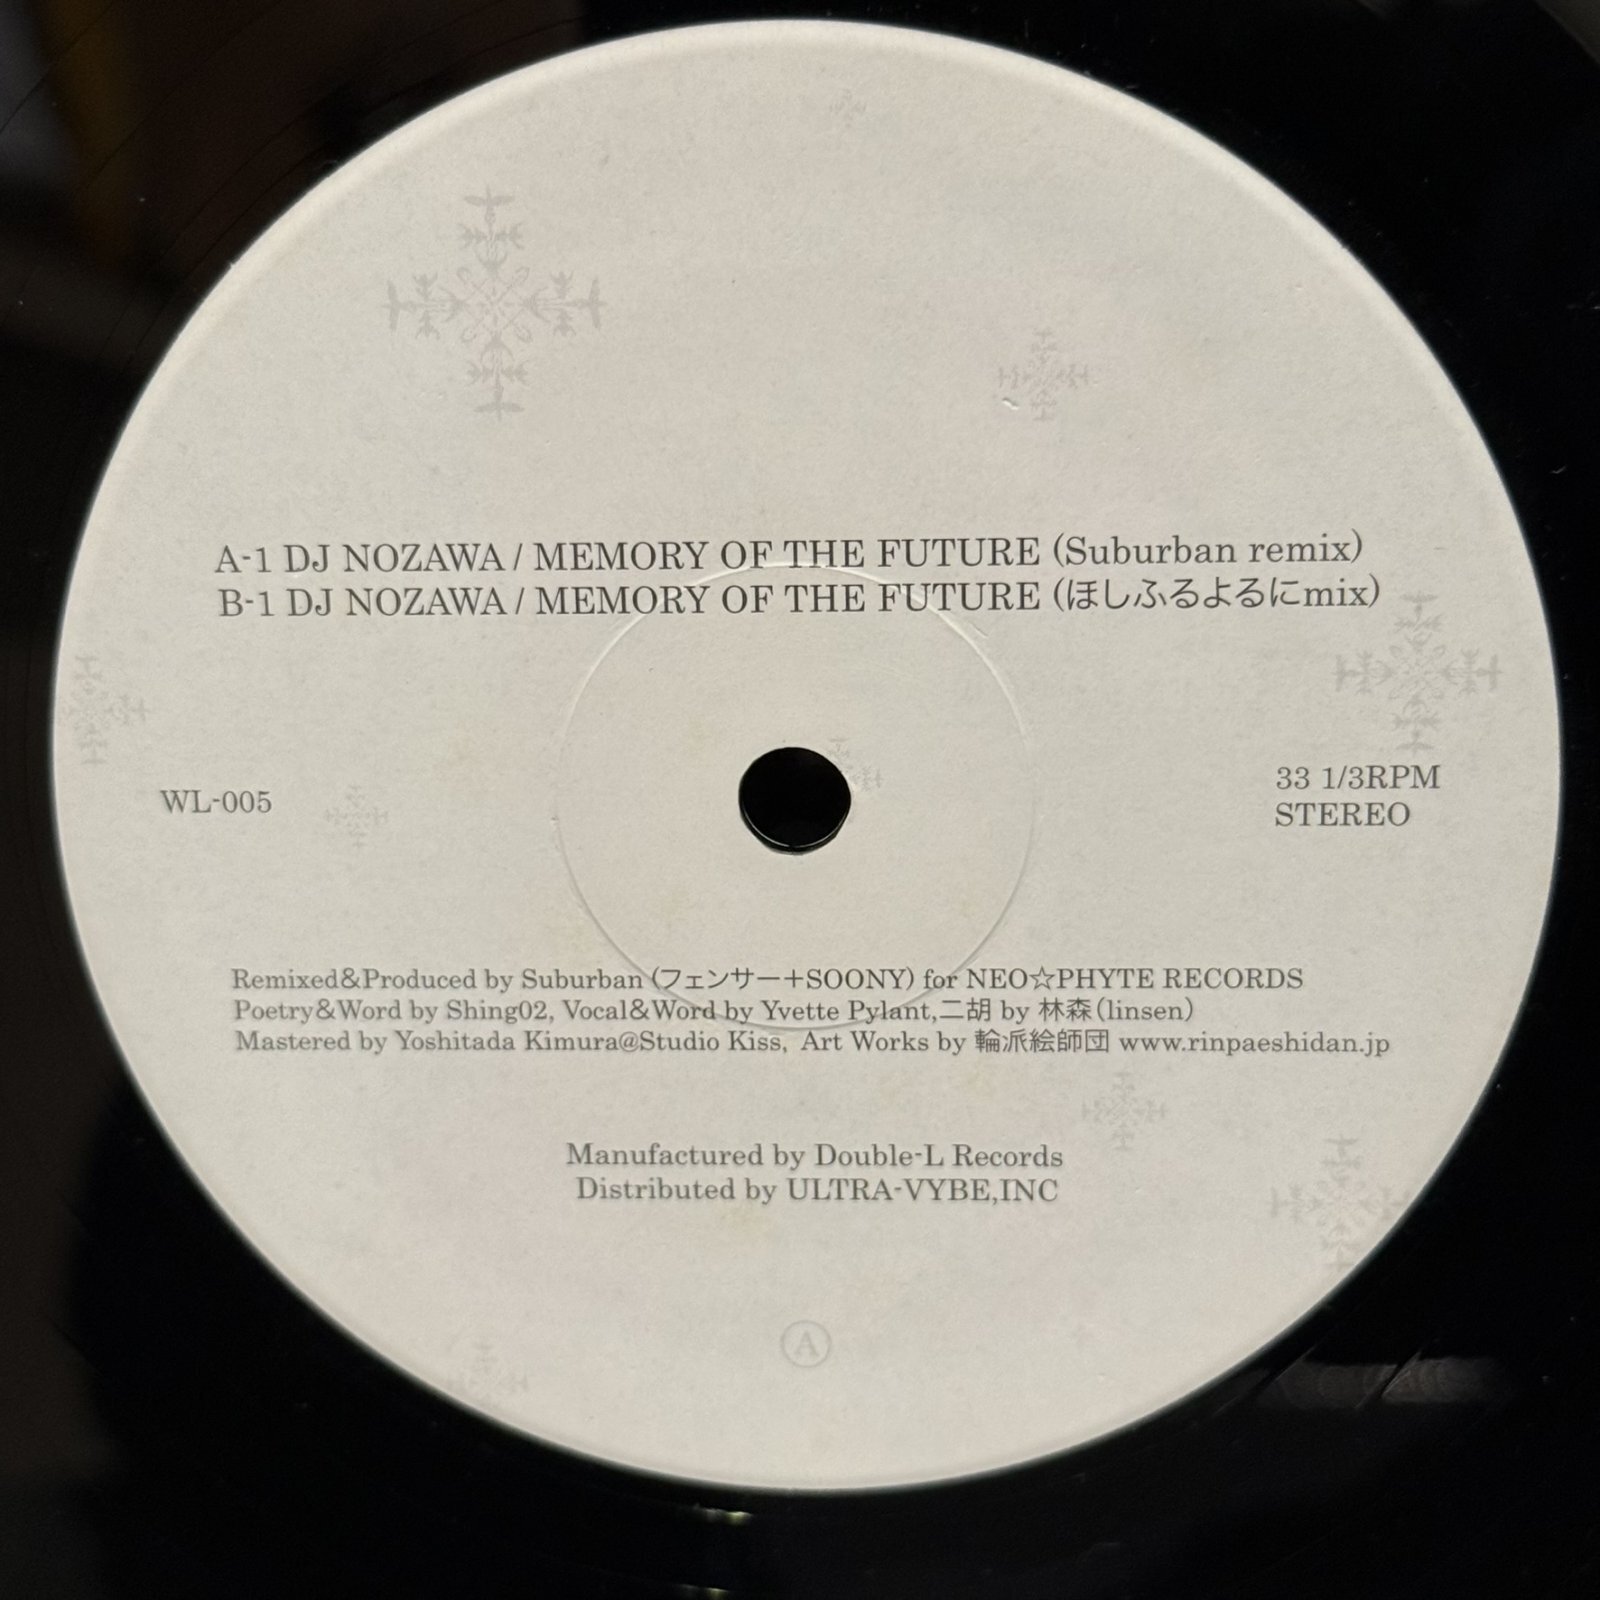 A-1 DJ NOZAWA / MEMORY OF THE FUTURE (Suburban remix)
B-1 DJ NOZAWA / MEMORY OF THE FUTURE (ほしふるよるにmix)
WL-005
33 1/3RPM
STEREO
Remixed&Produced by Suburban (フェンサー+SOONY) for NEO☆PHYTE RECORDS
Poetry&Word by Shing02, Vocal&Word by Yvette Pylant,二胡 by 林森(linsen)
Mastered by Yoshitada Kimura@Studio Kiss, Art Works by 輪派絵師団 www.rinpaeshidan.jp
Manufactured by Double-L Records
Distributed by ULTRA-VYBE,INC
A